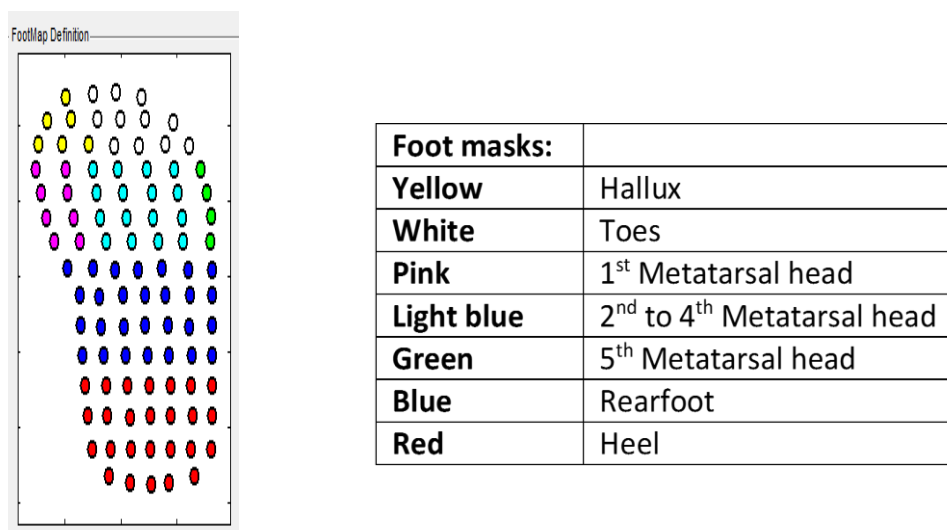 FootMap Definition
Foot masks:
Yellow Hallux
White Toes
Pink 1st Metatarsal head
Light blue 2nd to 4th Metatarsal head
Green 5th Metatarsal head
Blue Rearfoot
Red Heel